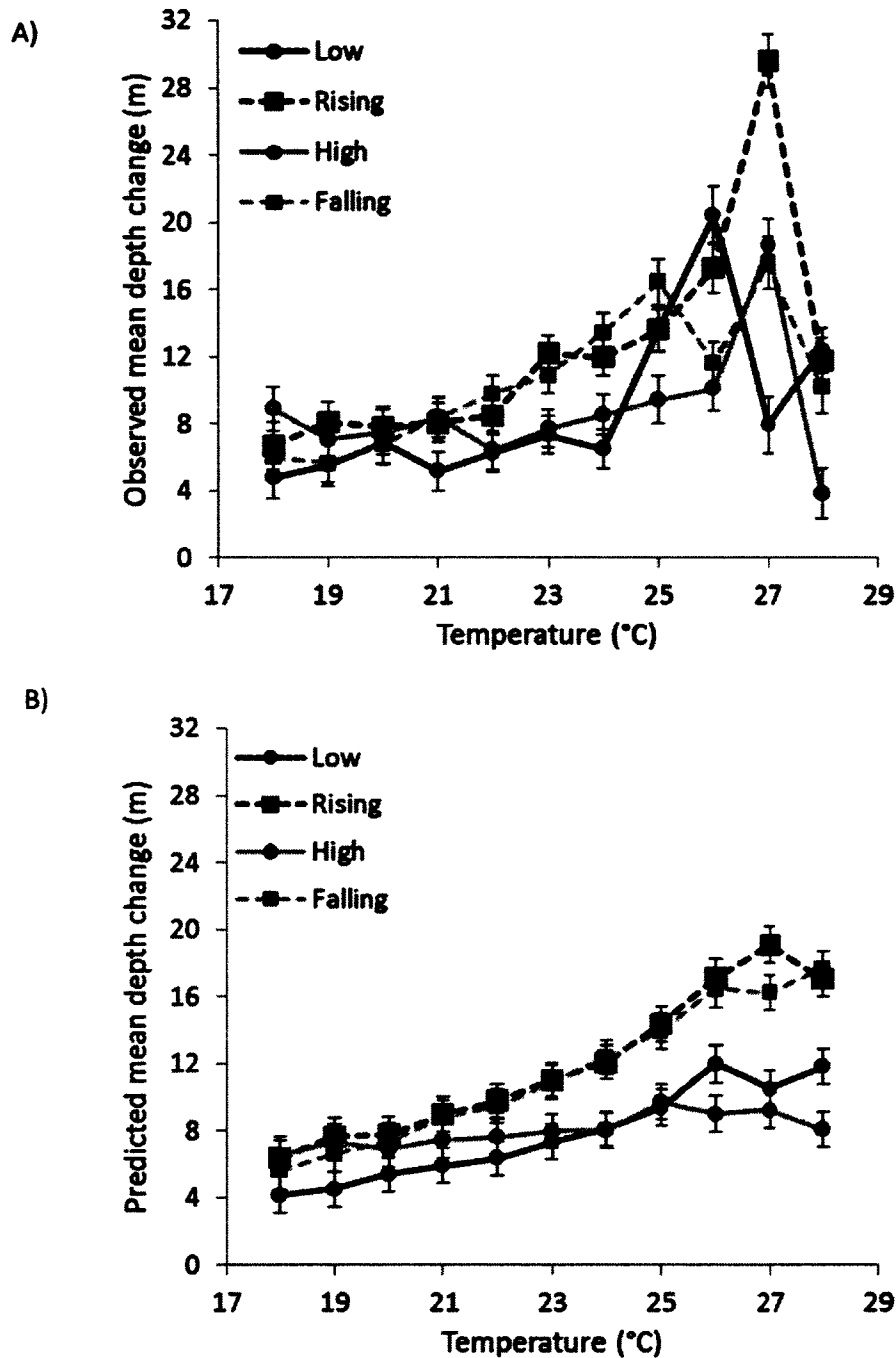 A)
Observed mean depth change (m)
32
28
24
20
16
12
8
4
0
Low
Rising
High
Falling
17 19 21 23 25 27 29
Temperature (°C)
B)
Predicted mean depth change (m)
32
28
24
20
16
12
8
4
0
Low
Rising
High
Falling
17 19 21 23 25 27 29
Temperature (°C)